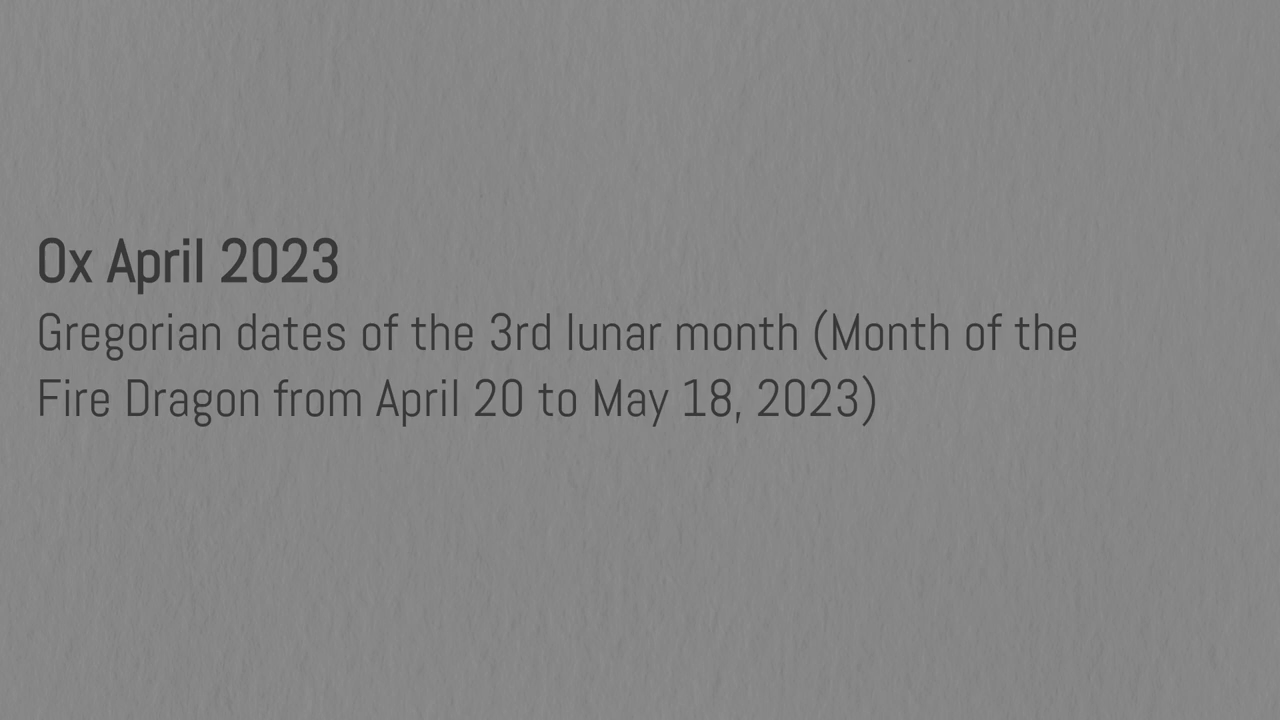 Ox April 2023
Gregorian dates of the 3rd lunar month (Month of the
Fire Dragon from April 20 to May 18, 2023)